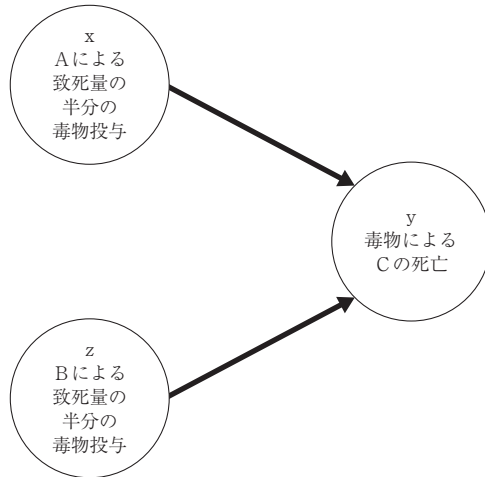 x
Aによる
致死量の
半分の
毒物投与
y
毒物による
Cの死亡
z
Bによる
致死量の
半分の
毒物投与